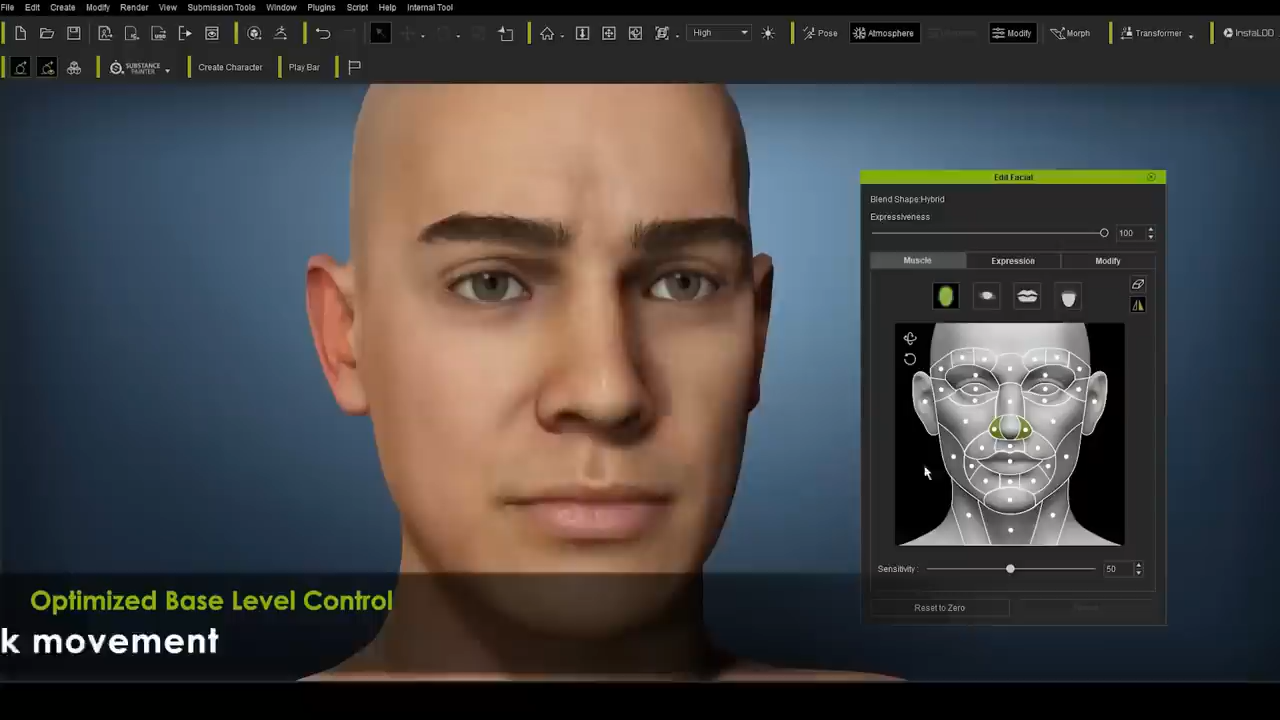 File Edit Create Modify Render View Submission Tools Window Plugins Script Help Internal Tool
High Pose Atmosphere Modify Morph Transformer InstaLOD
SUBSTANCE PAINTER Create Character Play Bar
Edit Facial
Blend Shape:Hybrid
Expressiveness
100
Muscle Expression Modify
Sensitivity : 50
Reset to Zero
Optimized Base Level Control
k movement